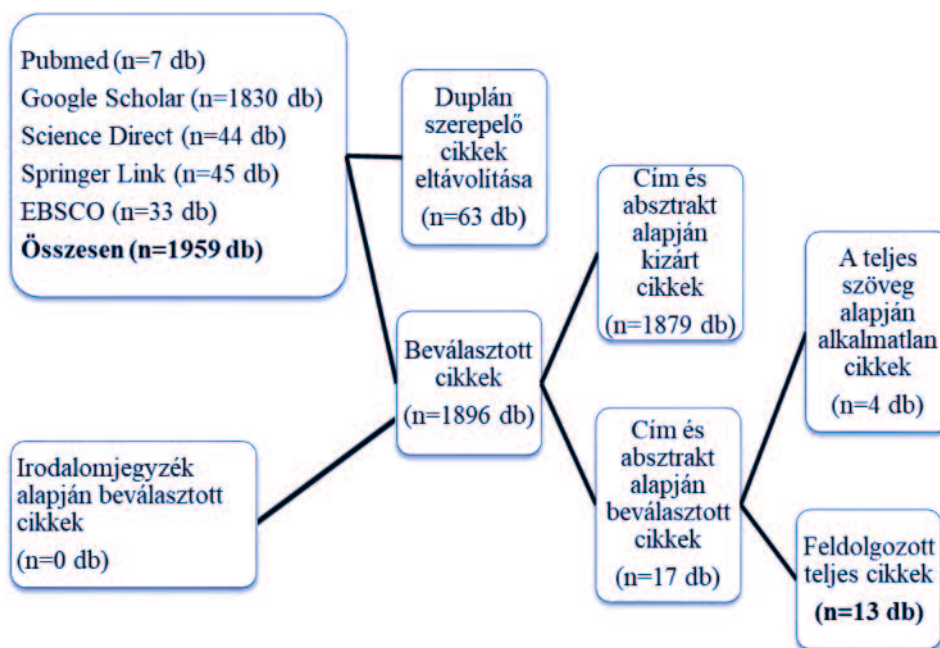 Pubmed (n=7 db)
Google Scholar (n=1830 db)
Science Direct (n=44 db)
Springer Link (n=45 db)
EBSCO (n=33 db)
Összesen (n=1959 db)
Duplán
szereplő
cikkek
eltávolítása
(n=63 db)
Cím és
absztrakt
alapján
kizárt
cikkek
(n=1879 db)
A teljes
szöveg
alapján
alkalmatlan
cikkek
(n=4 db)
Beválasztott
cikkek
(n=1896 db)
Irodalomjegyzék
alapján beválasztott
cikkek
(n=0 db)
Cím és
absztrakt
alapján
beválasztott
cikkek
(n=17 db)
Feldolgozott
teljes cikkek
(n=13 db)